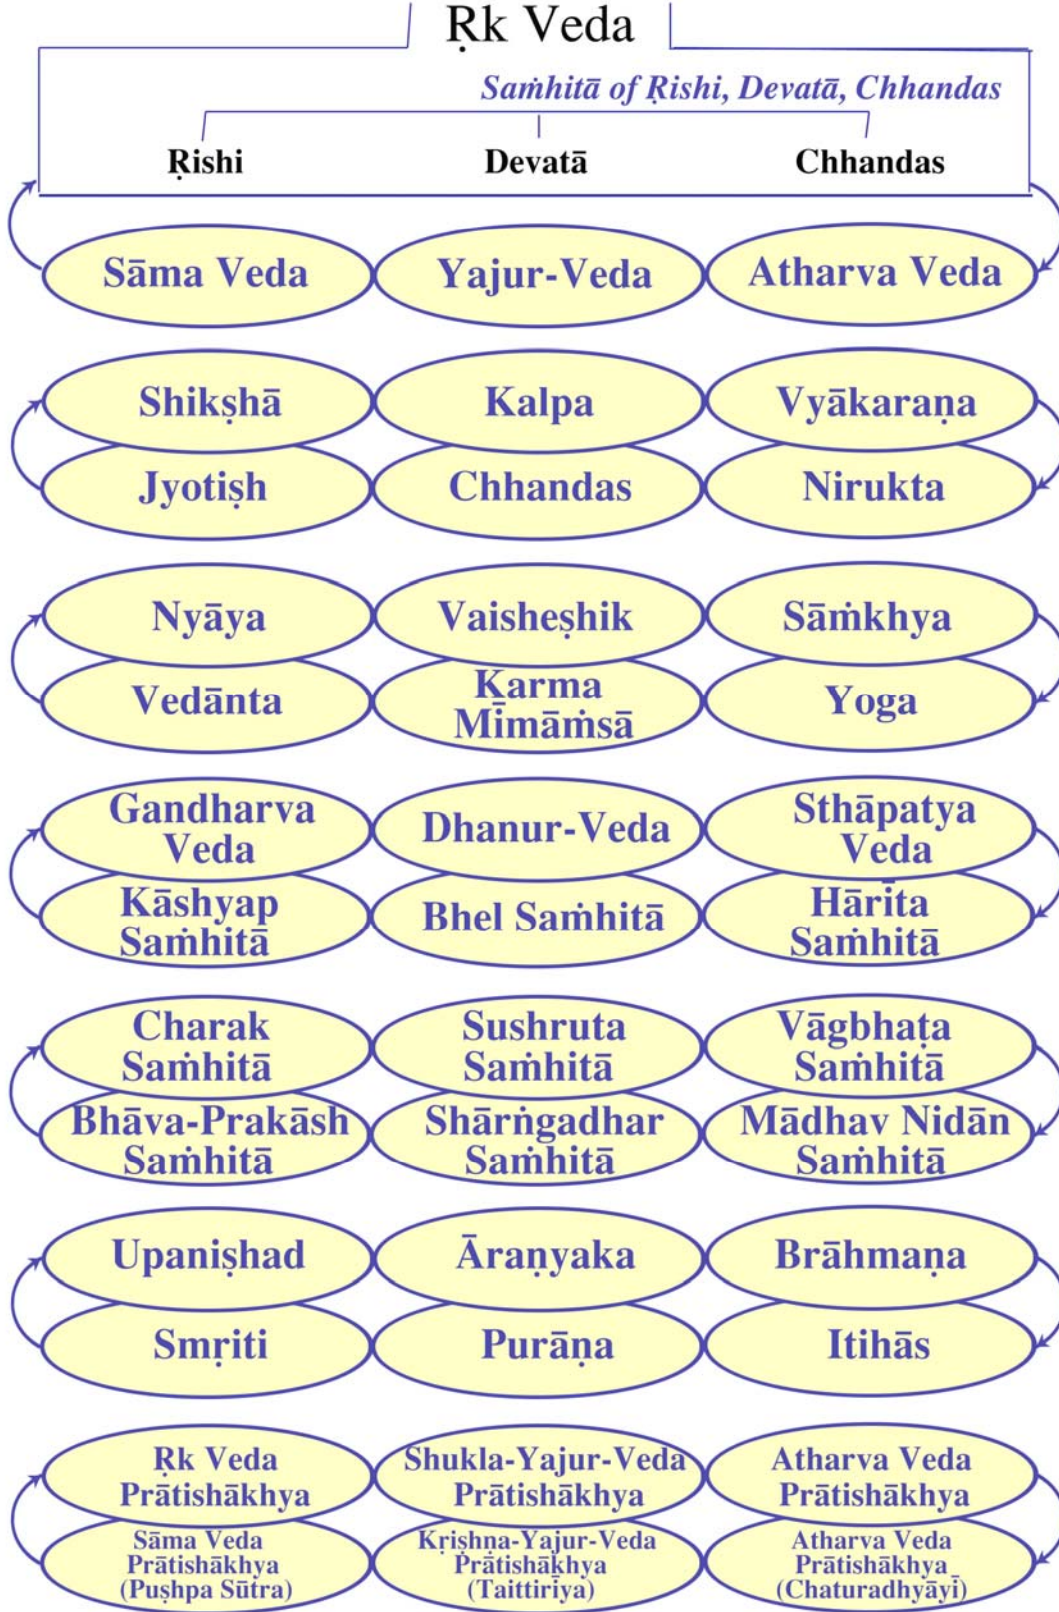 Ṛk Veda
Saṁhitā of Ṛishi, Devatā, Chhandas
Ṛishi Devatā Chhandas
Sāma Veda Yajur-Veda Atharva Veda
Shikṣhā Kalpa Vyākaraṇa
Jyotiṣh Chhandas Nirukta
Nyāya Vaisheṣhik Sāṁkhya
Vedānta Karma Mīmāṁsā Yoga
Gandharva Veda
Dhanur-Veda
Sthāpatya Veda
Kāshyap Saṁhitā
Bhel Saṁhitā
Hārīta Saṁhitā
Charak Saṁhitā
Sushruta Saṁhitā
Vāgbhaṭa Saṁhitā
Bhāva-Prakāsh Saṁhitā
Shārṅgadhar Saṁhitā
Mādhav Nidān Saṁhitā
Upaniṣhad Āraṇyaka Brāhmaṇa
Smṛiti Purāṇa Itihās
Ṛk Veda
Prātishākhya
Shukla-Yajur-Veda
Prātishākhya
Atharva Veda
Prātishākhya
Sāma Veda
Prātishākhya
(Puṣhpa Sūtra)
Kṛiṣhṇa-Yajur-Veda
Prātishākhya
(Taittirīya)
Atharva Veda
Prātishākhya
(Chaturadhyāyī)